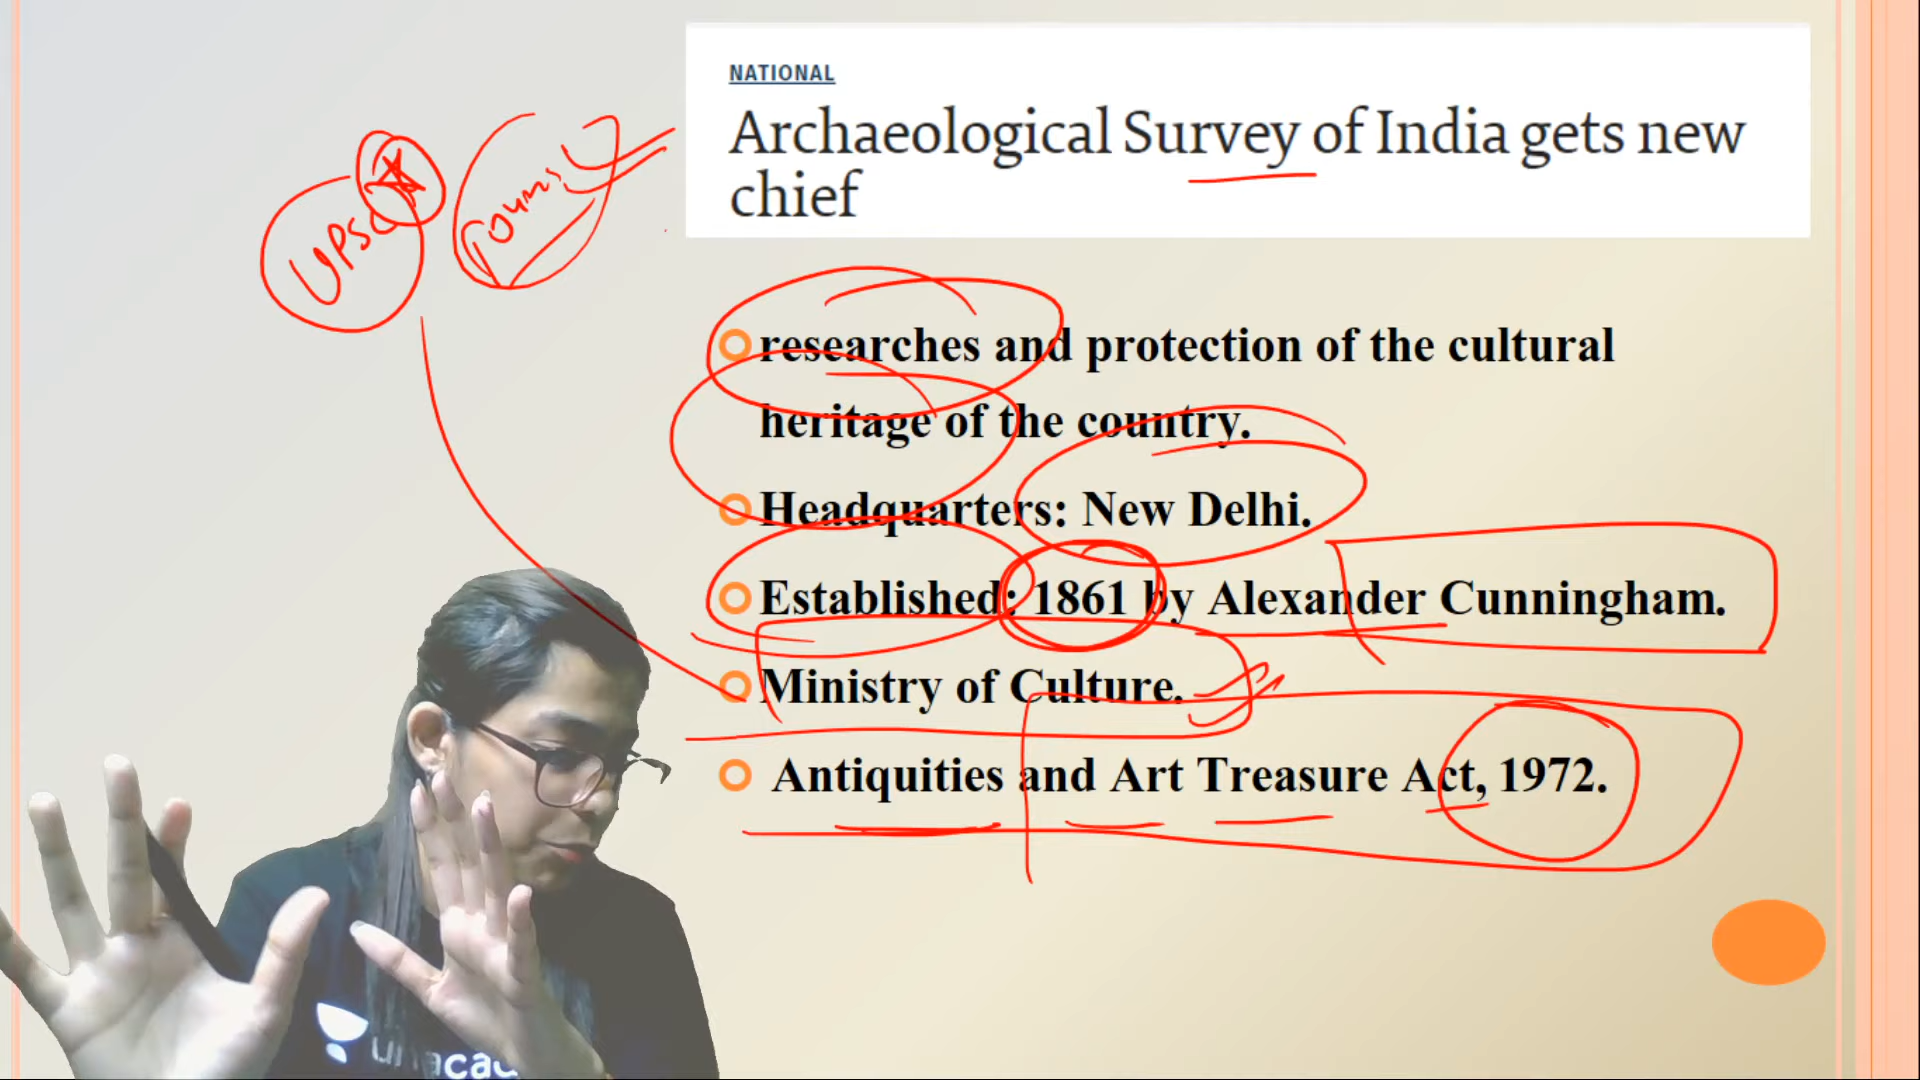 NATIONAL
Archaeological Survey of India gets new
chief
UPSC
researches and protection of the cultural
heritage of the country.
Headquarters: New Delhi.
Established: 1861 by Alexander Cunningham.
Ministry of Culture.
Antiquities and Art Treasure Act, 1972.